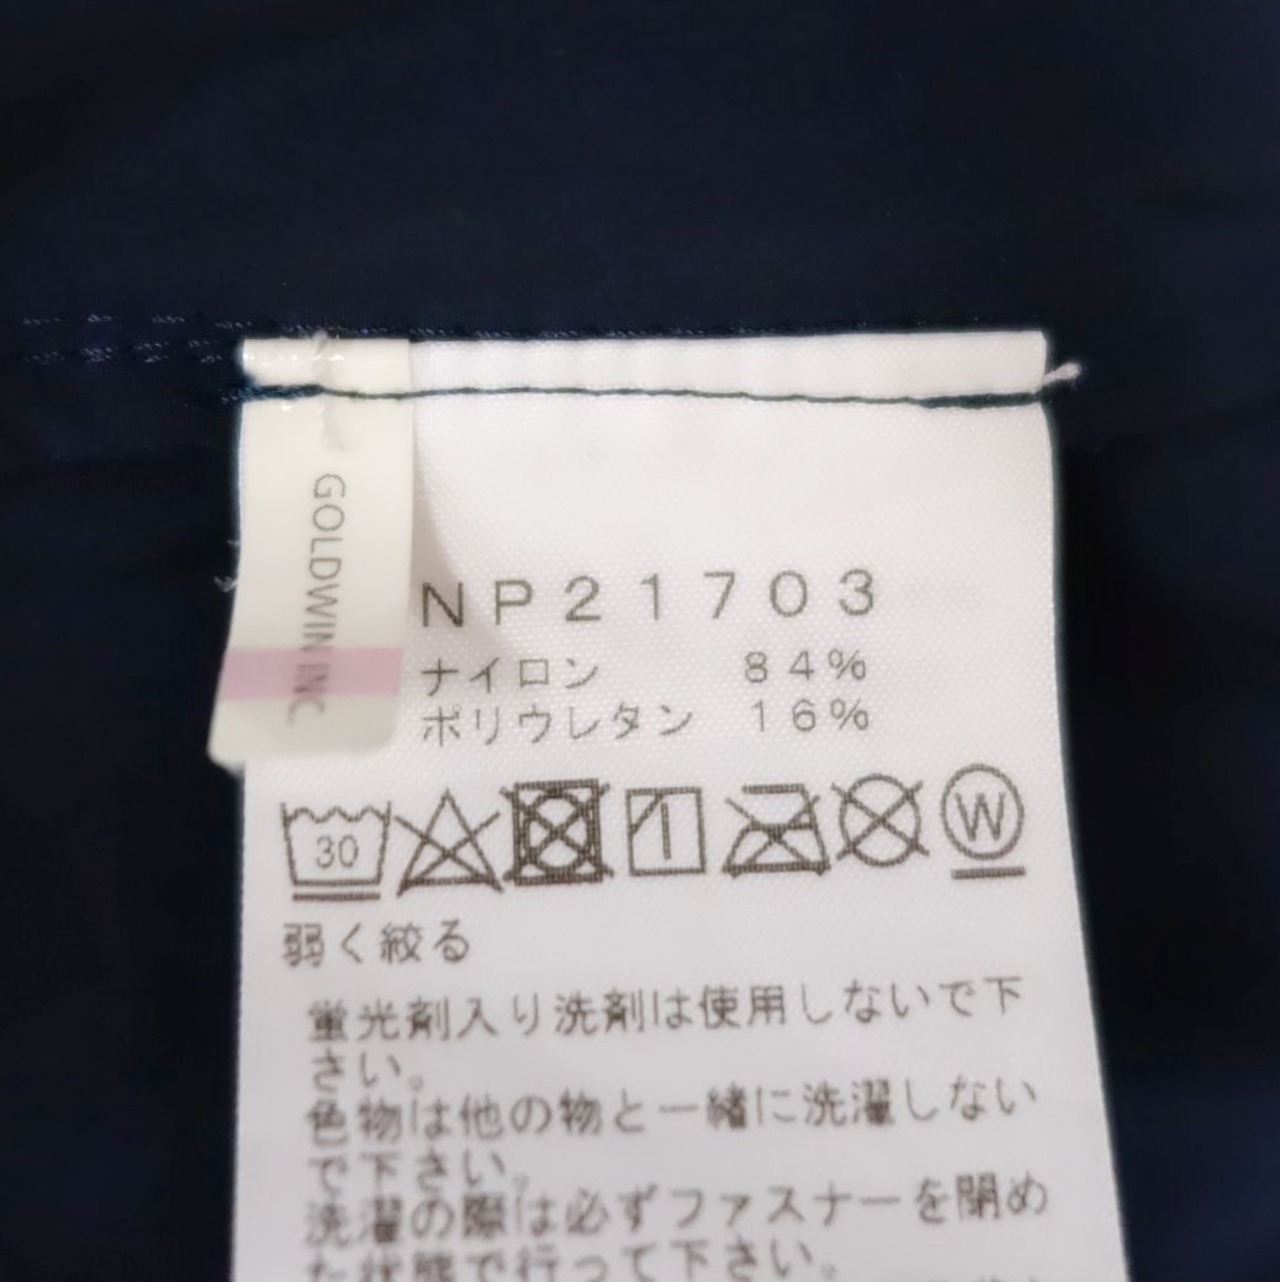 GOLDWIN INC.
NP21703
ナイロン 84%
ポリウレタン 16%
30
W
弱く絞る
蛍光剤入り洗剤は使用しないで下
さい。
色物は他の物と一緒に洗濯しない
で下さい。
洗濯の際は必ずファスナーを閉め
た状態で行って下さい。